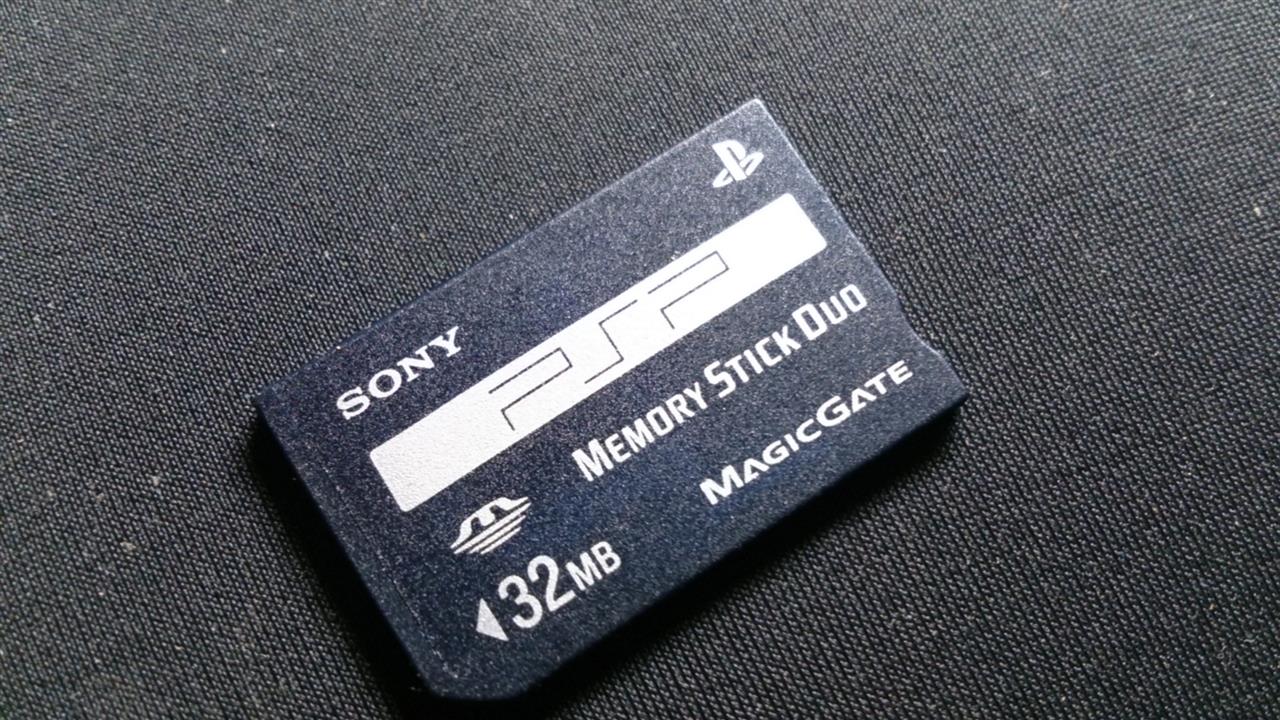 SONY
PSP
MEMORY STICK DUO
MAGICGATE
32MB